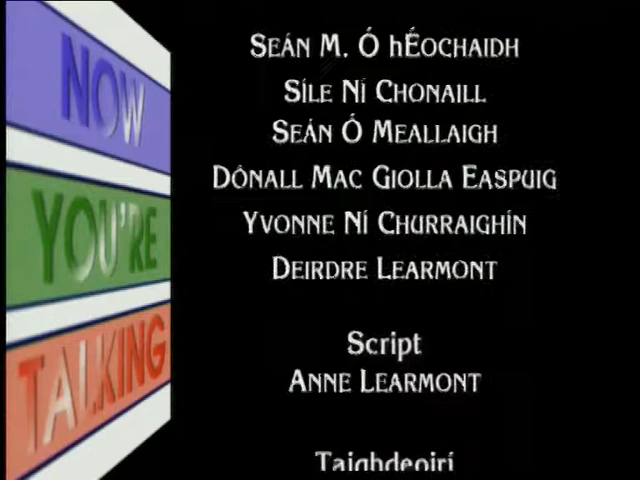 NOW
YOU'RE
TALKING
SEÁN M. Ó hÉOCHAIDH
SÍLE NÍ CHONAILL
SEÁN Ó MEALLAIGH
DÓNALL MAC GIOLLA EASPUIG
YVONNE NÍ CHURRAIGHÍN
DEIRDRE LEARMONT
Script
ANNE LEARMONT
Taighdeoirí